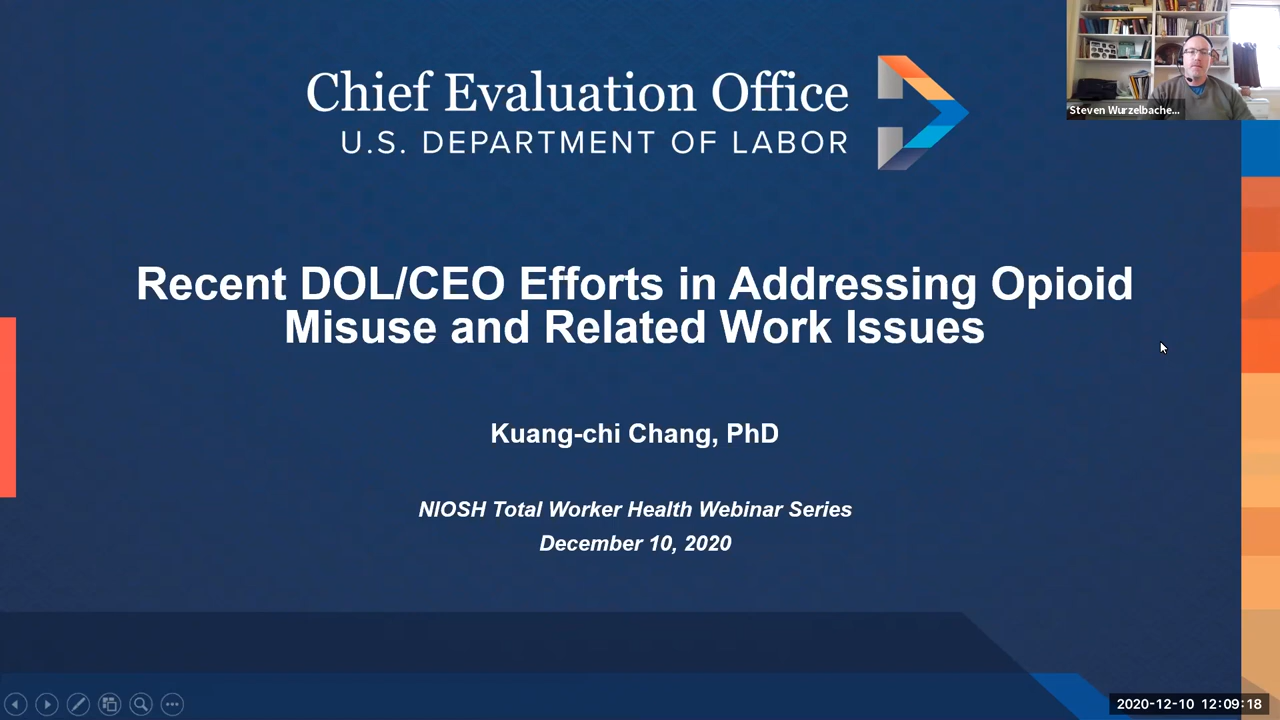 Chief Evaluation Office
U.S. DEPARTMENT OF LABOR
Steven Wurzelbache...
Recent DOL/CEO Efforts in Addressing Opioid
Misuse and Related Work Issues
Kuang-chi Chang, PhD
NIOSH Total Worker Health Webinar Series
December 10, 2020
2020-12-10 12:09:18